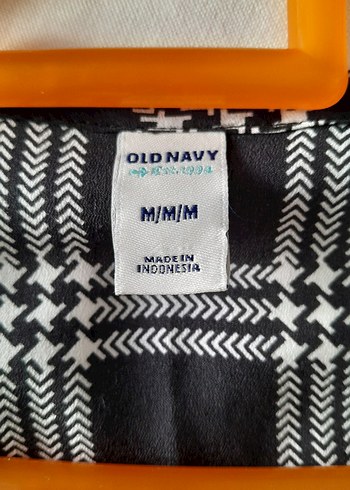 OLD NAVY
EST. 1994
M/M/M
MADE IN
INDONESIA